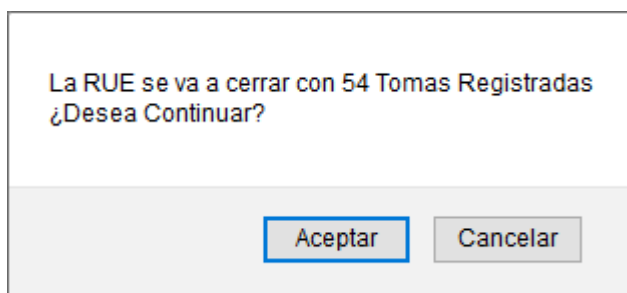 La RUE se va a cerrar con 54 Tomas Registradas
¿Desea Continuar?
Aceptar
Cancelar